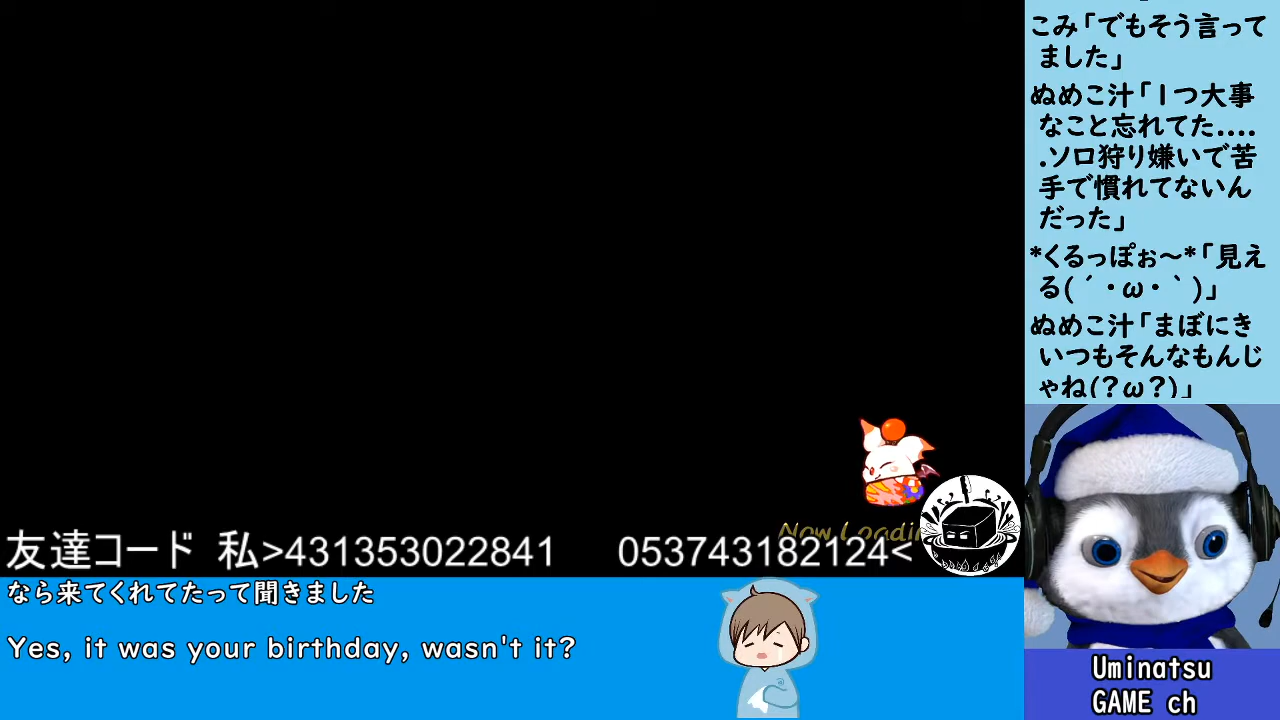 こみ「でもそう言って
ました」
ぬめこ汁「1つ大事
なこと忘れてた....
.ソロ狩り嫌いで苦
手で慣れてないん
だった」
*くるっぽぉ～*「見え
る(´・ω・｀)」
ぬめこ汁「まぼにき
いつもそんなもんじ
ゃね(?ω?)」
Now Loadin
友達コード 私>431353022841 053743182124<
なら来てくれてたって聞きました
Yes, it was your birthday, wasn't it?
Uminatsu
GAME ch